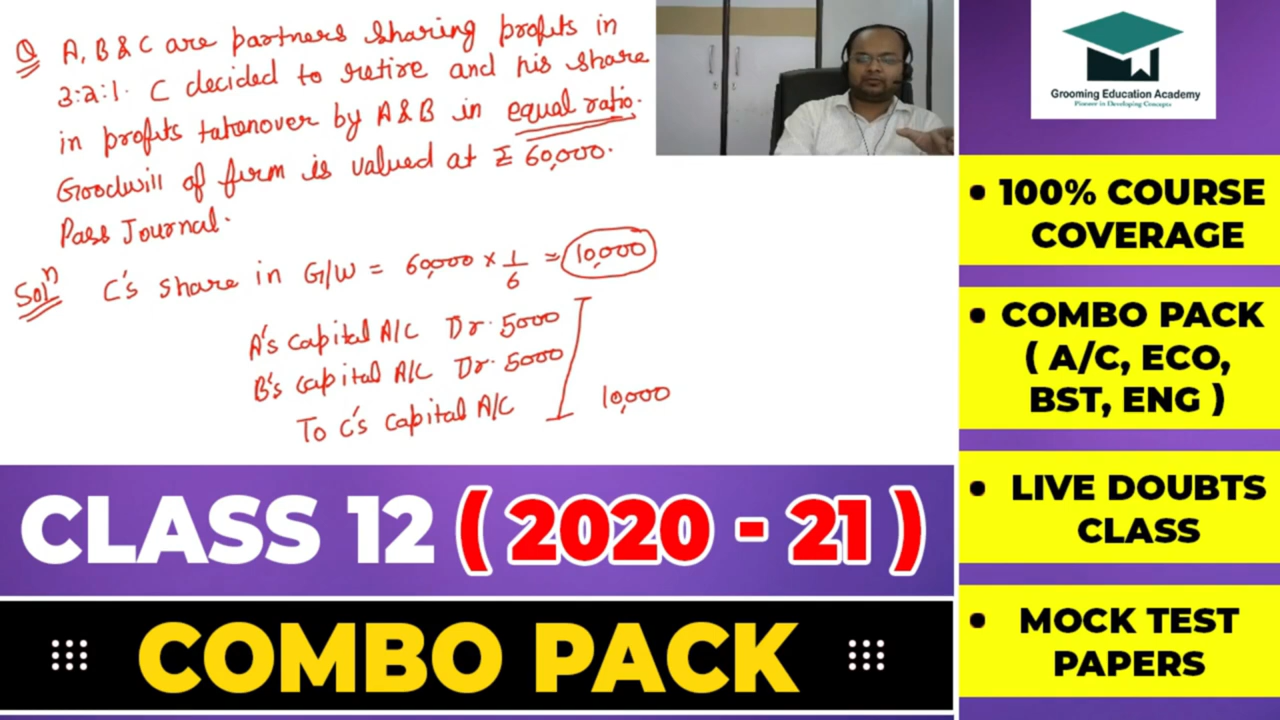 Q A, B & C are partners sharing profits in
3:2:1. C decided to retire and his share
in profits takenover by A & B in equal ratio.
Goodwill of firm is valued at ₹ 60,000.
Pass Journal.
Solⁿ C's share in G/W = 60,000 × 1/6 = 10,000
A's Capital A/C Dr. 5000
B's Capital A/C Dr. 5000
To C's Capital A/C 10,000
Grooming Education Academy
Pioneer in Developing Concepts
• 100% COURSE
COVERAGE
• COMBO PACK
( A/C, ECO,
BST, ENG )
• LIVE DOUBTS
CLASS
• MOCK TEST
PAPERS
CLASS 12 ( 2020 - 21 )
COMBO PACK